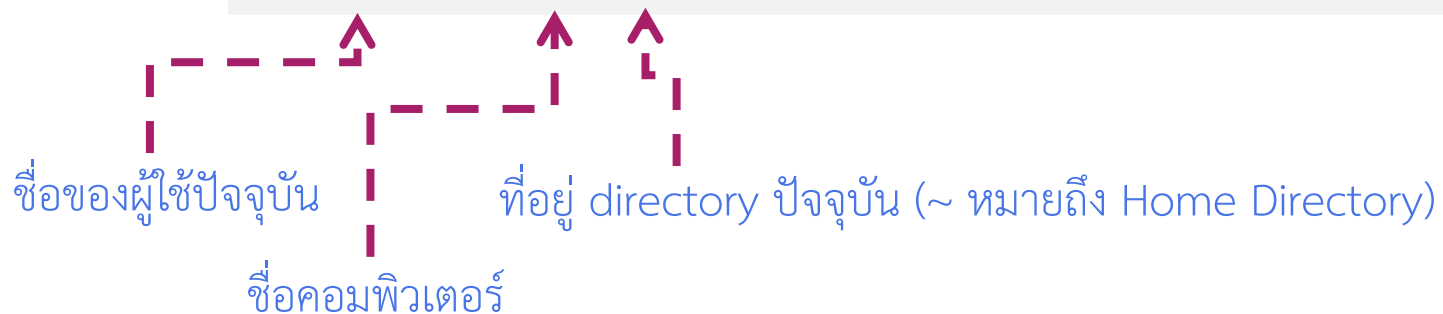 ชื่อของผู้ใช้ปัจจุบัน
ที่อยู่ directory ปัจจุบัน (~ หมายถึง Home Directory)
ชื่อคอมพิวเตอร์